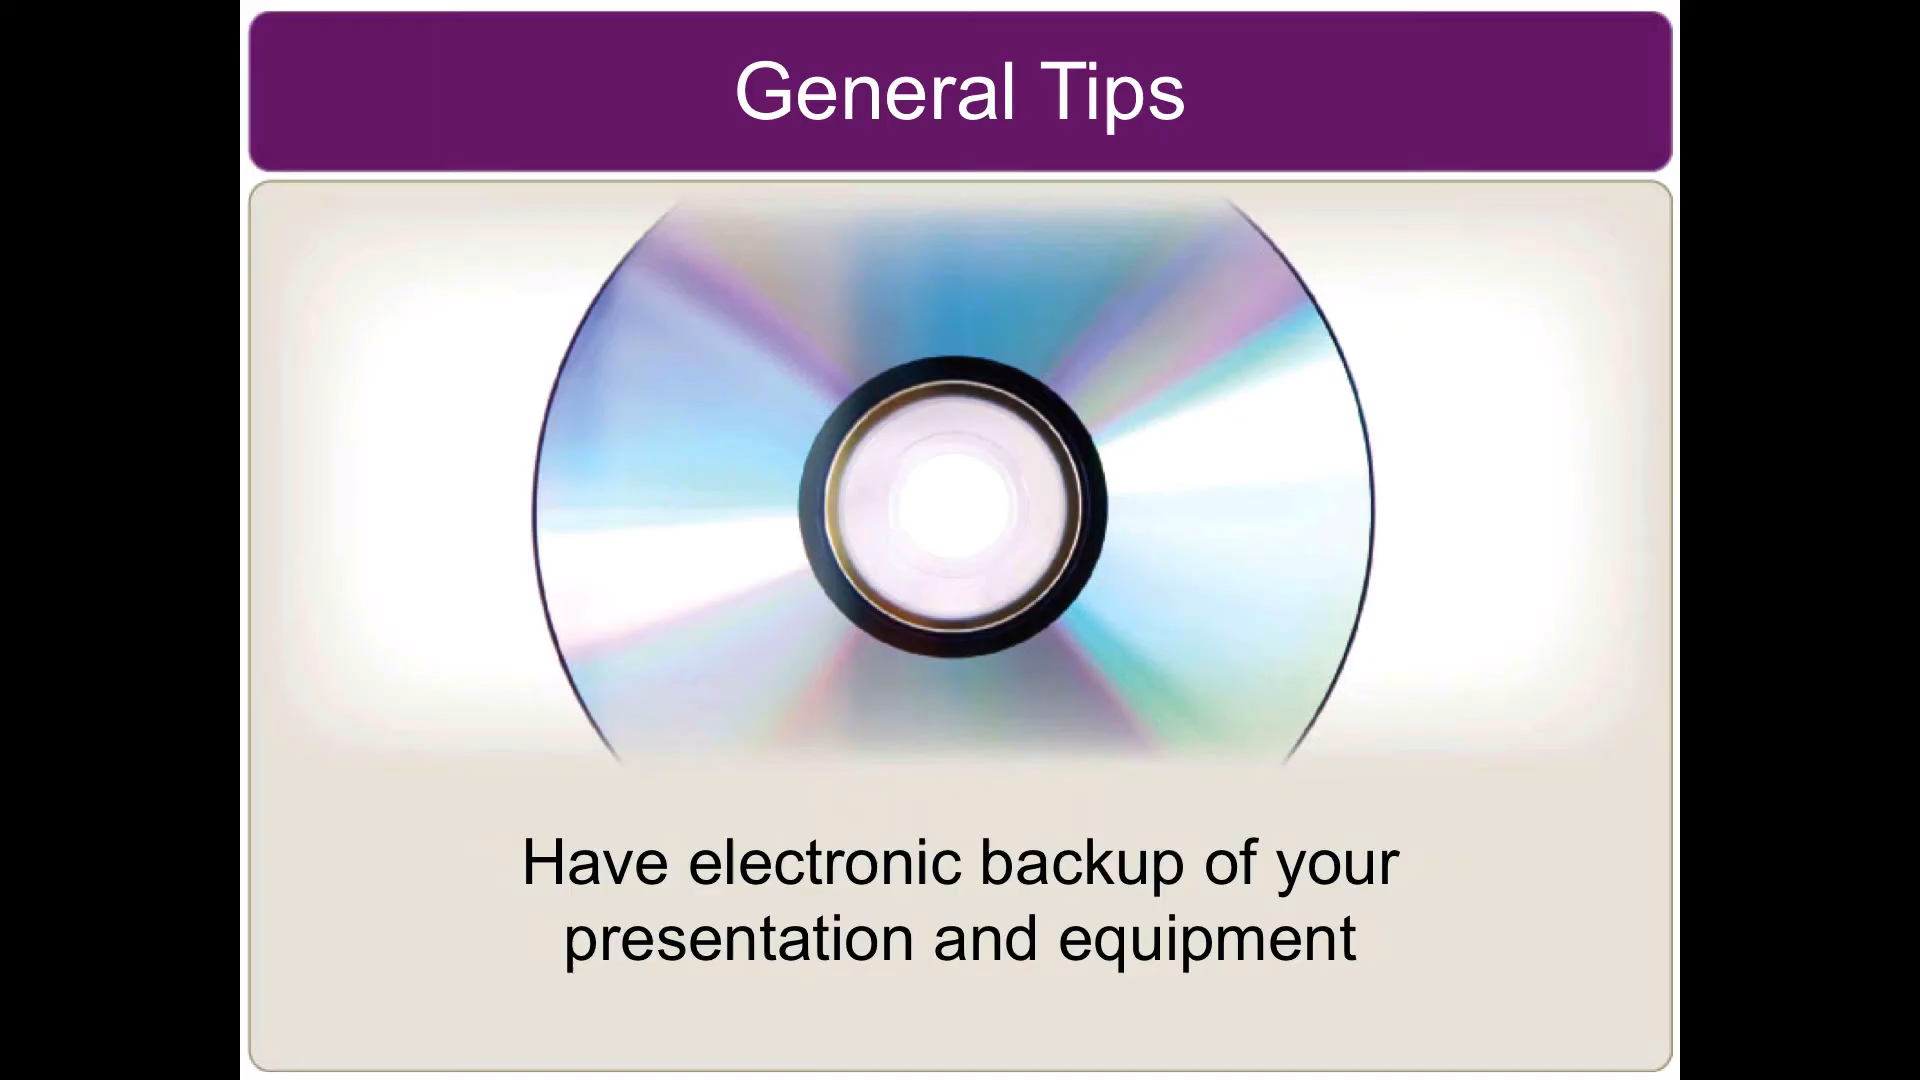 General Tips
Have electronic backup of your
presentation and equipment